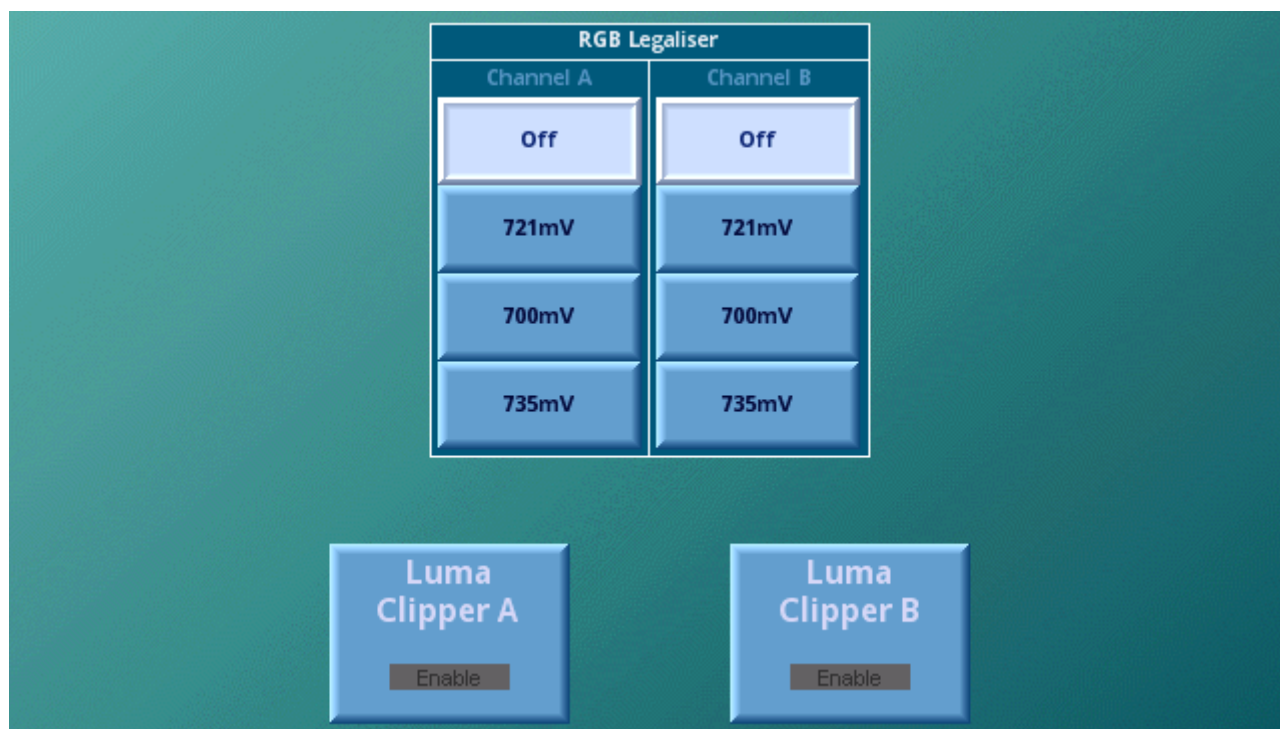 RGB Legaliser
Channel A Channel B
Off Off
721mV 721mV
700mV 700mV
735mV 735mV
Luma Luma
Clipper A Clipper B
Enable Enable